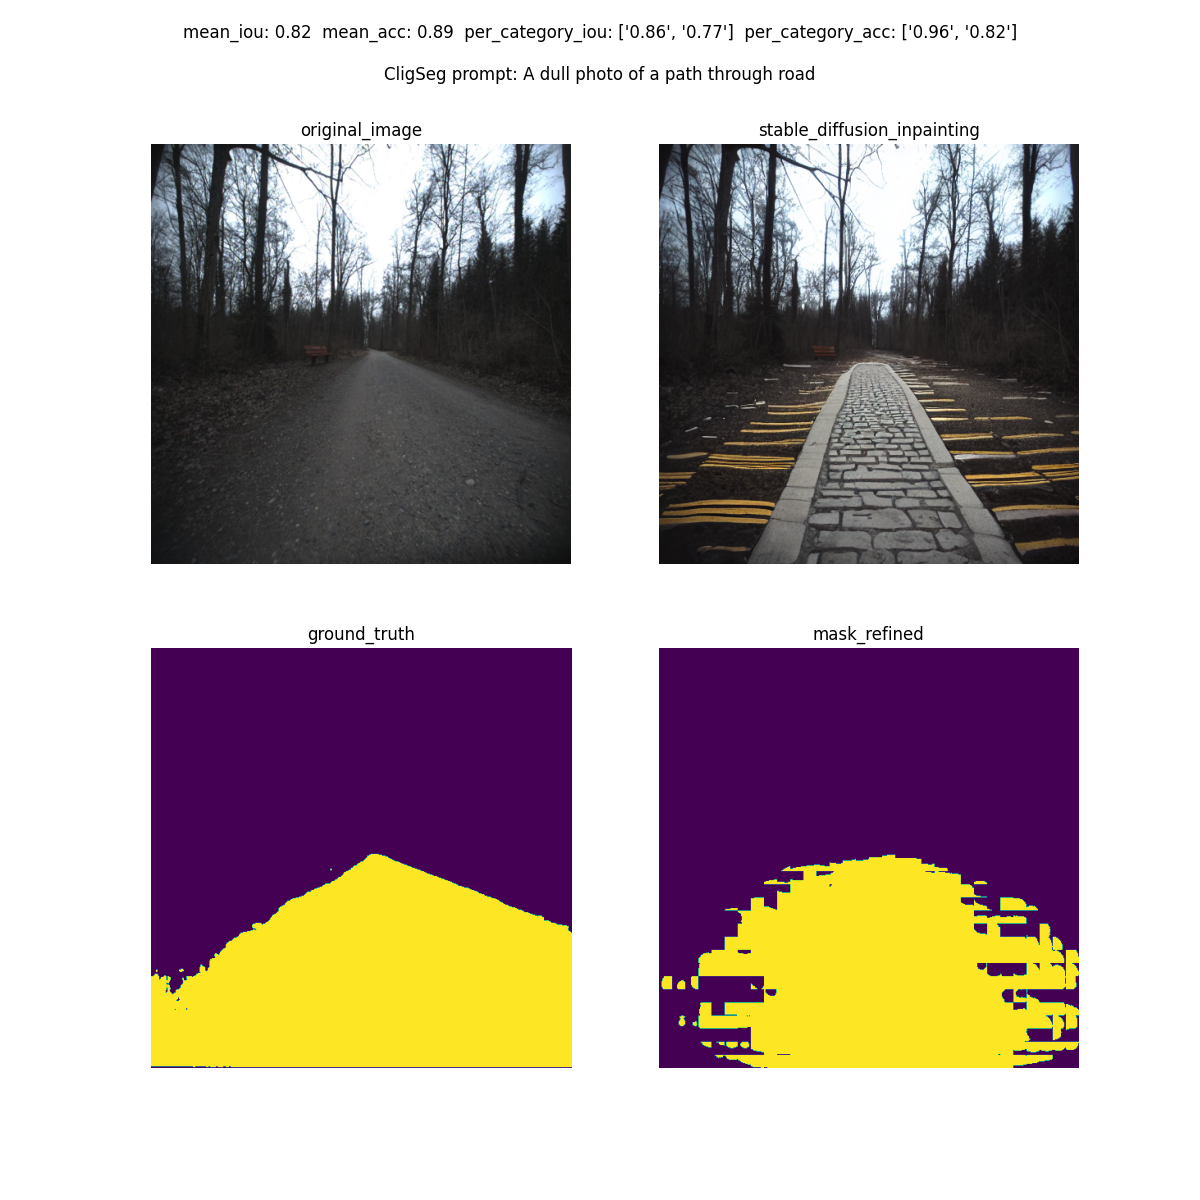 mean_iou: 0.82  mean_acc: 0.89  per_category_iou: ['0.86', '0.77']  per_category_acc: ['0.96', '0.82']
CligSeg prompt: A dull photo of a path through road
original_image
stable_diffusion_inpainting
ground_truth
mask_refined